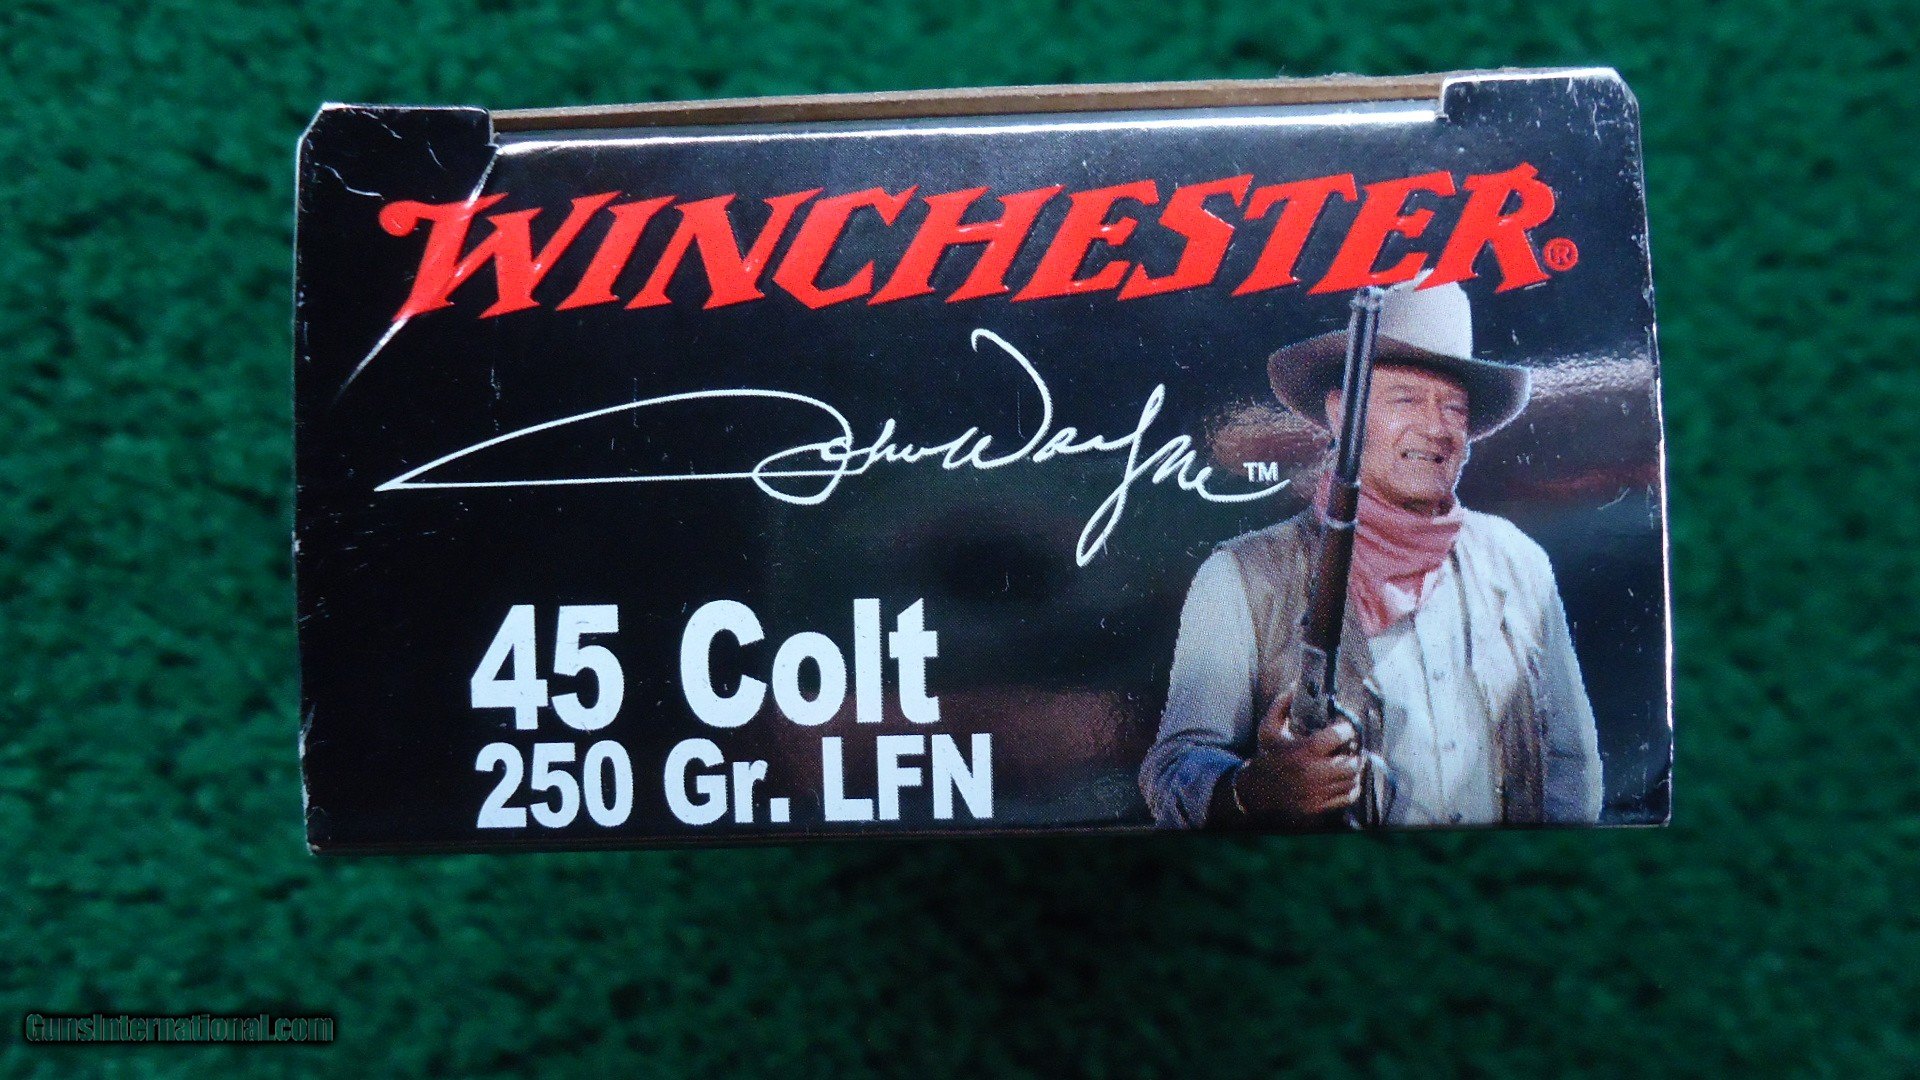 WINCHESTER®
John Wayne™
45 Colt
250 Gr. LFN
GunsInternational.com